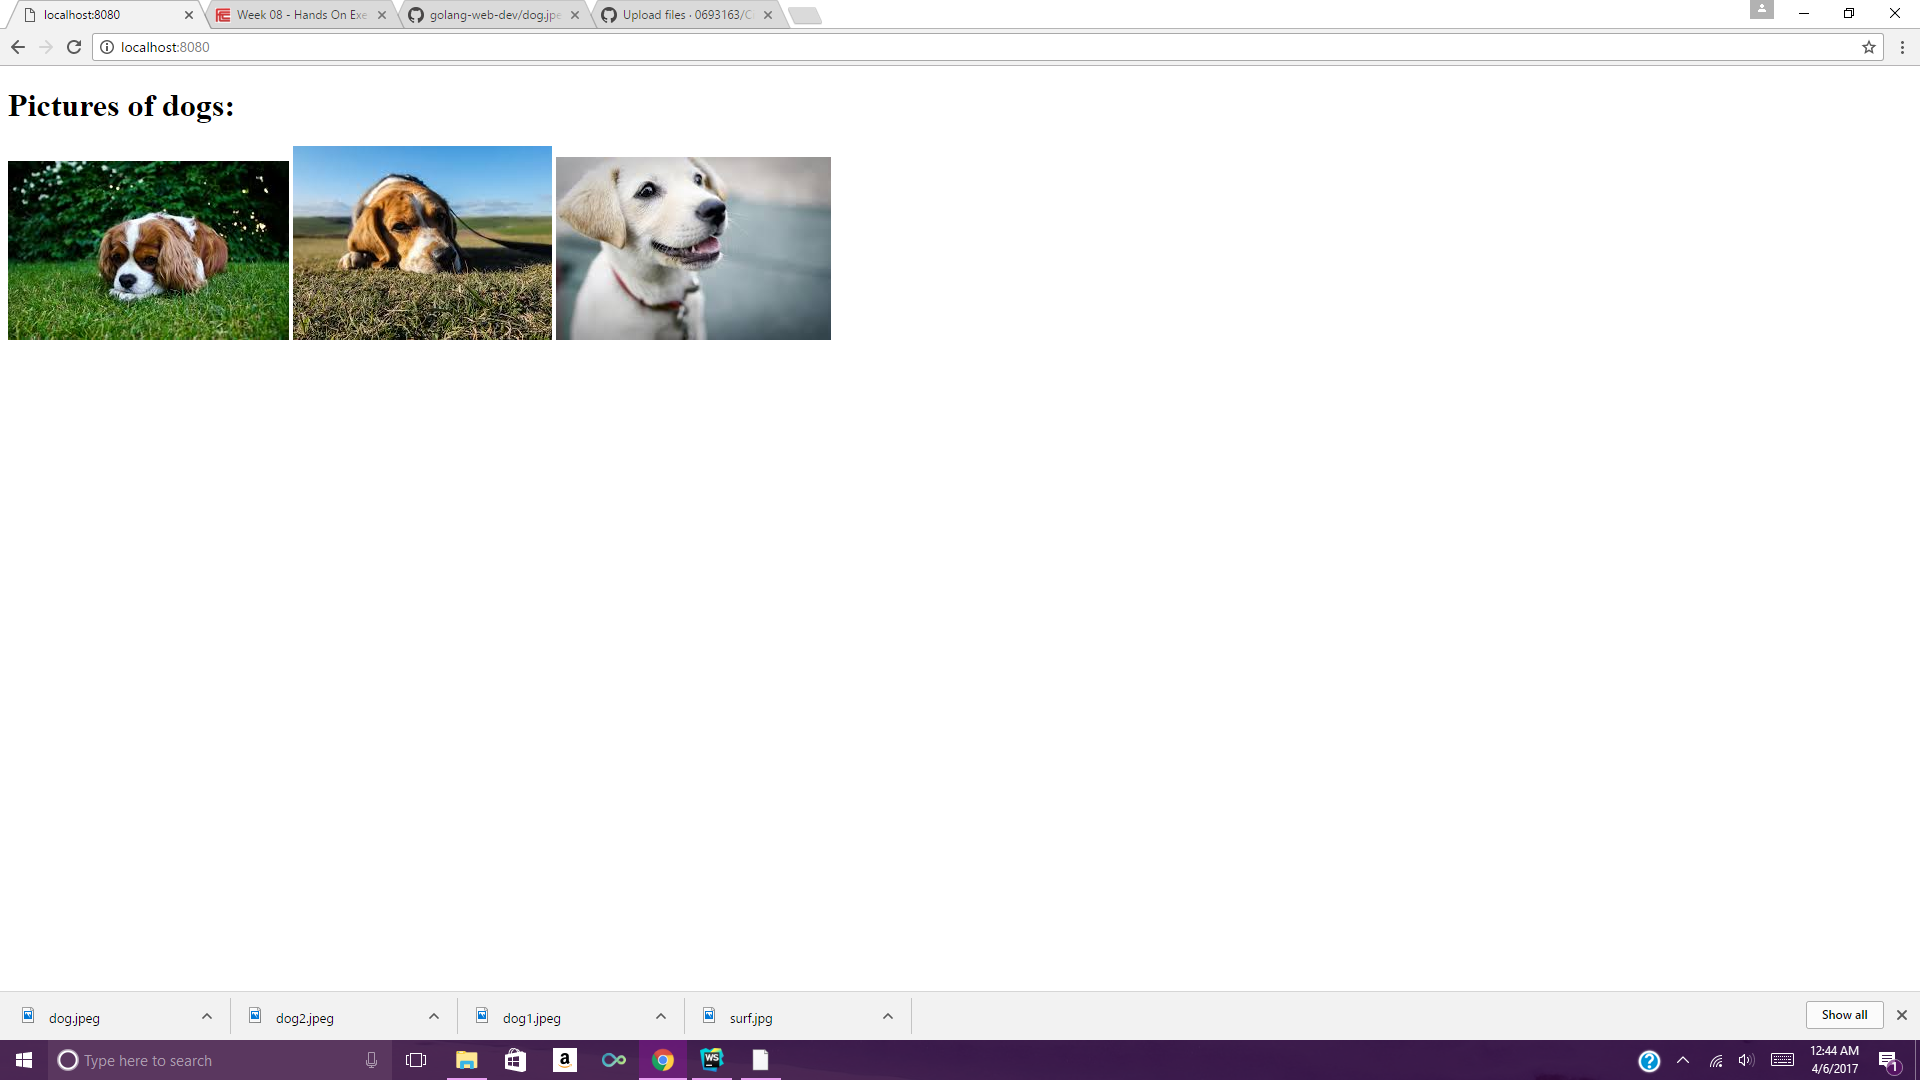 localhost:8080
Week 08 - Hands On Exe
golang-web-dev/dog.jpe
Upload files · 0693163/C
localhost:8080
Pictures of dogs:
dog.jpeg
dog2.jpeg
dog1.jpeg
surf.jpg
Show all
Type here to search
a
WS
?
12:44 AM
4/6/2017
1